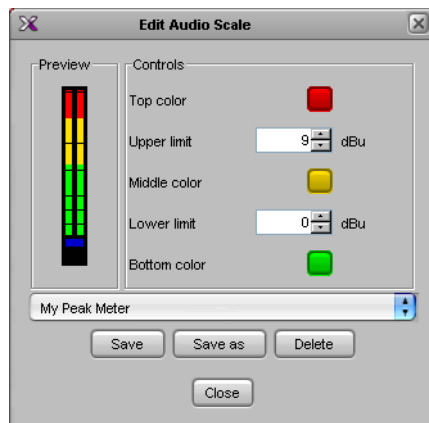 Edit Audio Scale
Preview
Controls
Top color
Upper limit 9 dBu
Middle color
Lower limit 0 dBu
Bottom color
My Peak Meter
Save Save as Delete
Close